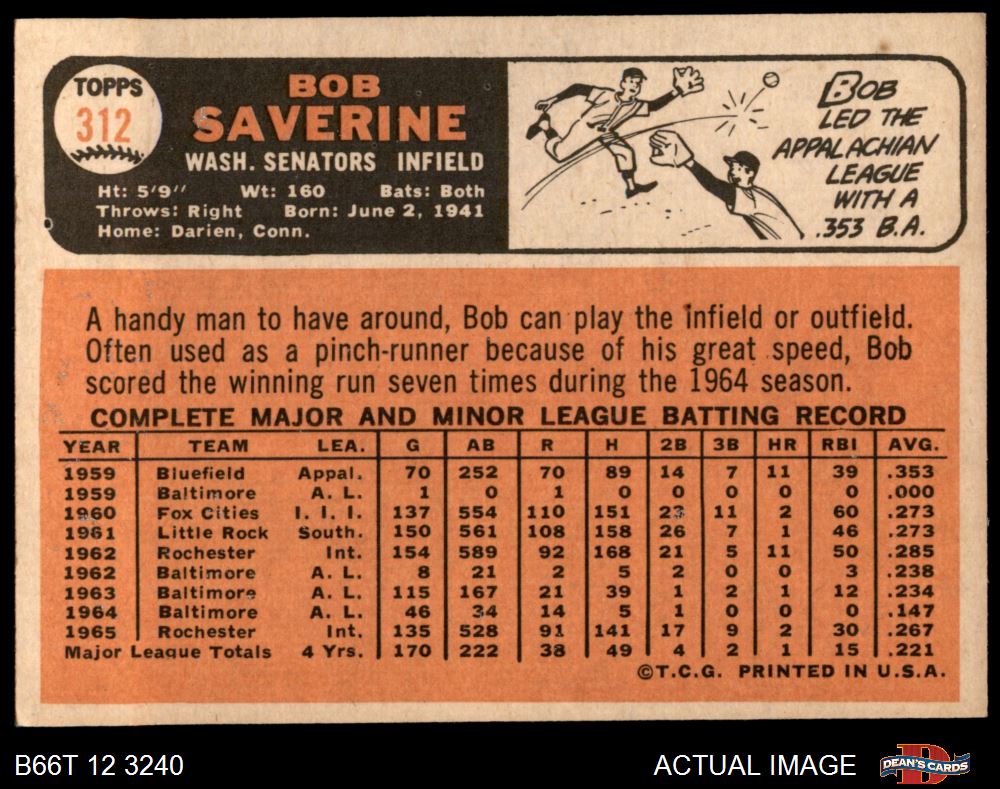 TOPPS
312
BOB
SAVERINE
WASH. SENATORS INFIELD
Ht: 5'9" Wt: 160 Bats: Both
Throws: Right Born: June 2, 1941
Home: Darien, Conn.
BOB
LED THE
APPALACHIAN
LEAGUE
WITH A
.353 B.A.
A handy man to have around, Bob can play the infield or outfield.
Often used as a pinch-runner because of his great speed, Bob
scored the winning run seven times during the 1964 season.
COMPLETE MAJOR AND MINOR LEAGUE BATTING RECORD
YEAR TEAM LEA. G AB R H 2B 3B HR RBI AVG.
1959 Bluefield Appal. 70 252 70 89 14 7 11 39 .353
1959 Baltimore A. L. 1 0 1 0 0 0 0 0 .000
1960 Fox Cities I. I. I. 137 554 110 151 23 11 2 60 .273
1961 Little Rock South. 150 561 108 158 26 7 1 46 .273
1962 Rochester Int. 154 589 92 168 21 5 11 50 .285
1962 Baltimore A. L. 8 21 2 5 2 0 0 3 .238
1963 Baltimore A. L. 115 167 21 39 1 2 1 12 .234
1964 Baltimore A. L. 46 34 14 5 1 0 0 0 .147
1965 Rochester Int. 135 528 91 141 17 9 2 30 .267
Major League Totals 4 Yrs. 170 222 38 49 4 2 1 15 .221
©T.C.G. PRINTED IN U.S.A.
B66T 12 3240
ACTUAL IMAGE
DEAN'S CARDS